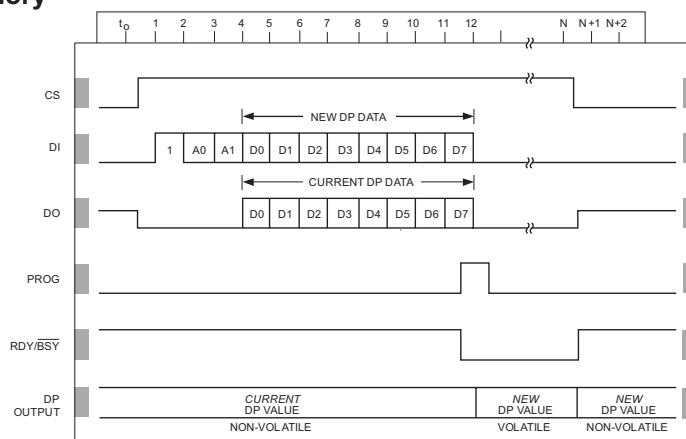 to 1 2 3 4 5 6 7 8 9 10 11 12 N N+1 N+2
CS
NEW DP DATA
DI 1 A0 A1 D0 D1 D2 D3 D4 D5 D6 D7
CURRENT DP DATA
DO D0 D1 D2 D3 D4 D5 D6 D7
PROG
RDY/BSY
DP OUTPUT
CURRENT DP VALUE
NEW DP VALUE
NEW DP VALUE
NON-VOLATILE VOLATILE NON-VOLATILE